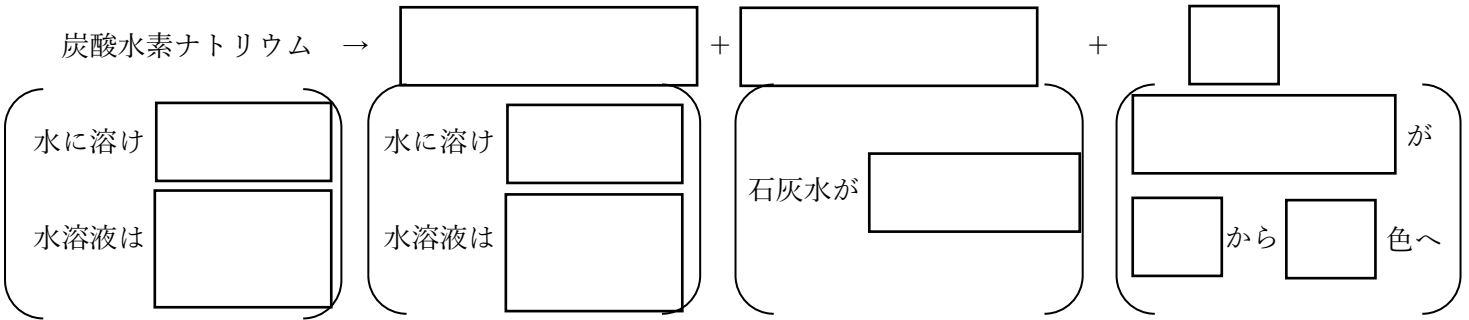 炭酸水素ナトリウム → + +
水に溶け
水溶液は
水に溶け
水溶液は
石灰水が
が
から 色へ